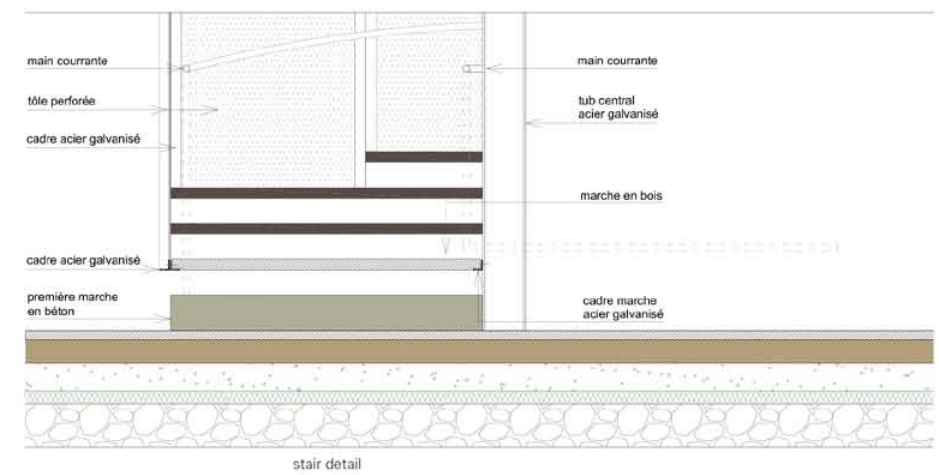 main courrante
tôle perforée
cadre acier galvanisé
cadre acier galvanisé
première marche
en béton
main courrante
tub central
acier galvanisé
marche en bois
cadre marche
acier galvanisé
stair detail